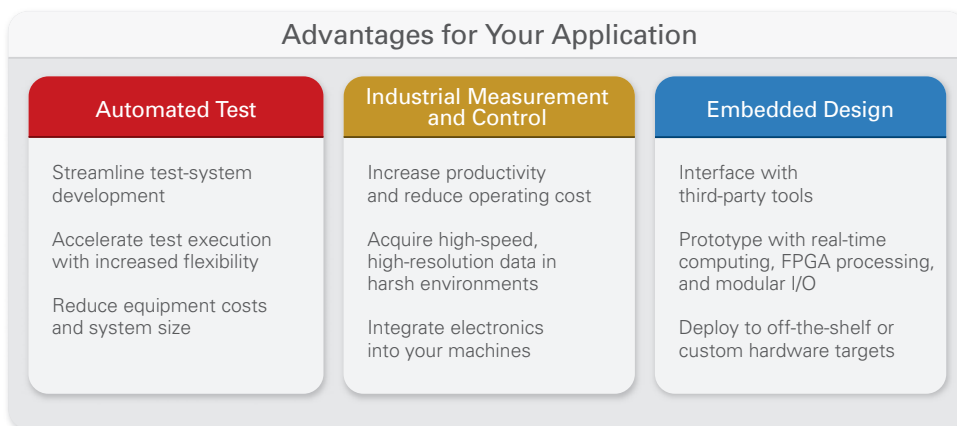 Advantages for Your Application
Automated Test
Streamline test-system
development
Accelerate test execution
with increased flexibility
Reduce equipment costs
and system size
Industrial Measurement
and Control
Increase productivity
and reduce operating cost
Acquire high-speed,
high-resolution data in
harsh environments
Integrate electronics
into your machines
Embedded Design
Interface with
third-party tools
Prototype with real-time
computing, FPGA processing,
and modular I/O
Deploy to off-the-shelf or
custom hardware targets